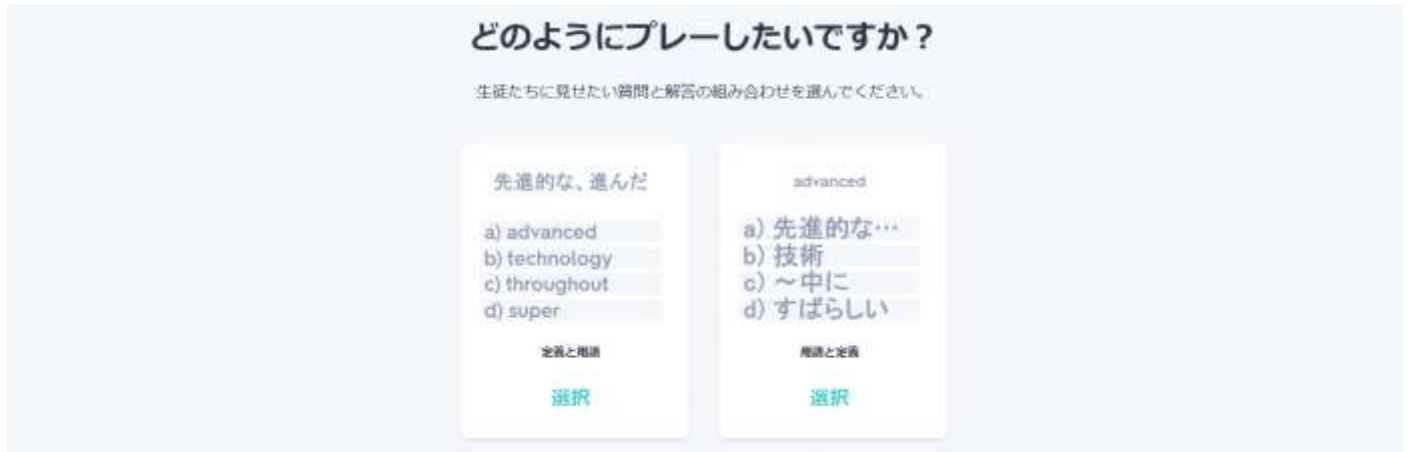 どのようにプレーしたいですか？
生徒たちに見せたい質問と解答の組み合わせを選んでください。
先進的な、進んだ
a) advanced
b) technology
c) throughout
d) super
定義と用語
選択
advanced
a) 先進的な…
b) 技術
c) ～中に
d) すばらしい
用語と定義
選択